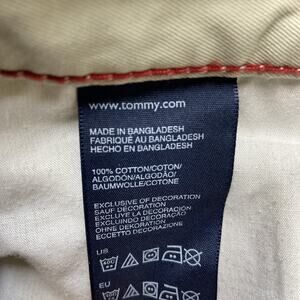 www.tommy.com
MADE IN BANGLADESH
FABRIQUÉ AU BANGLADESH
HECHO EN BANGLADESH
100% COTTON/COTON/
ALGODÓN/ALGODÃO/
BAUMWOLLE/COTONE
EXCLUSIVE OF DECORATION
SAUF DÉCORATION
EXCLUYE LA DECORACIÓN
EXCLUINDO DECORAÇÃO
OHNE DEKORATION
ECCETTO DECORAZIONE
US
EU